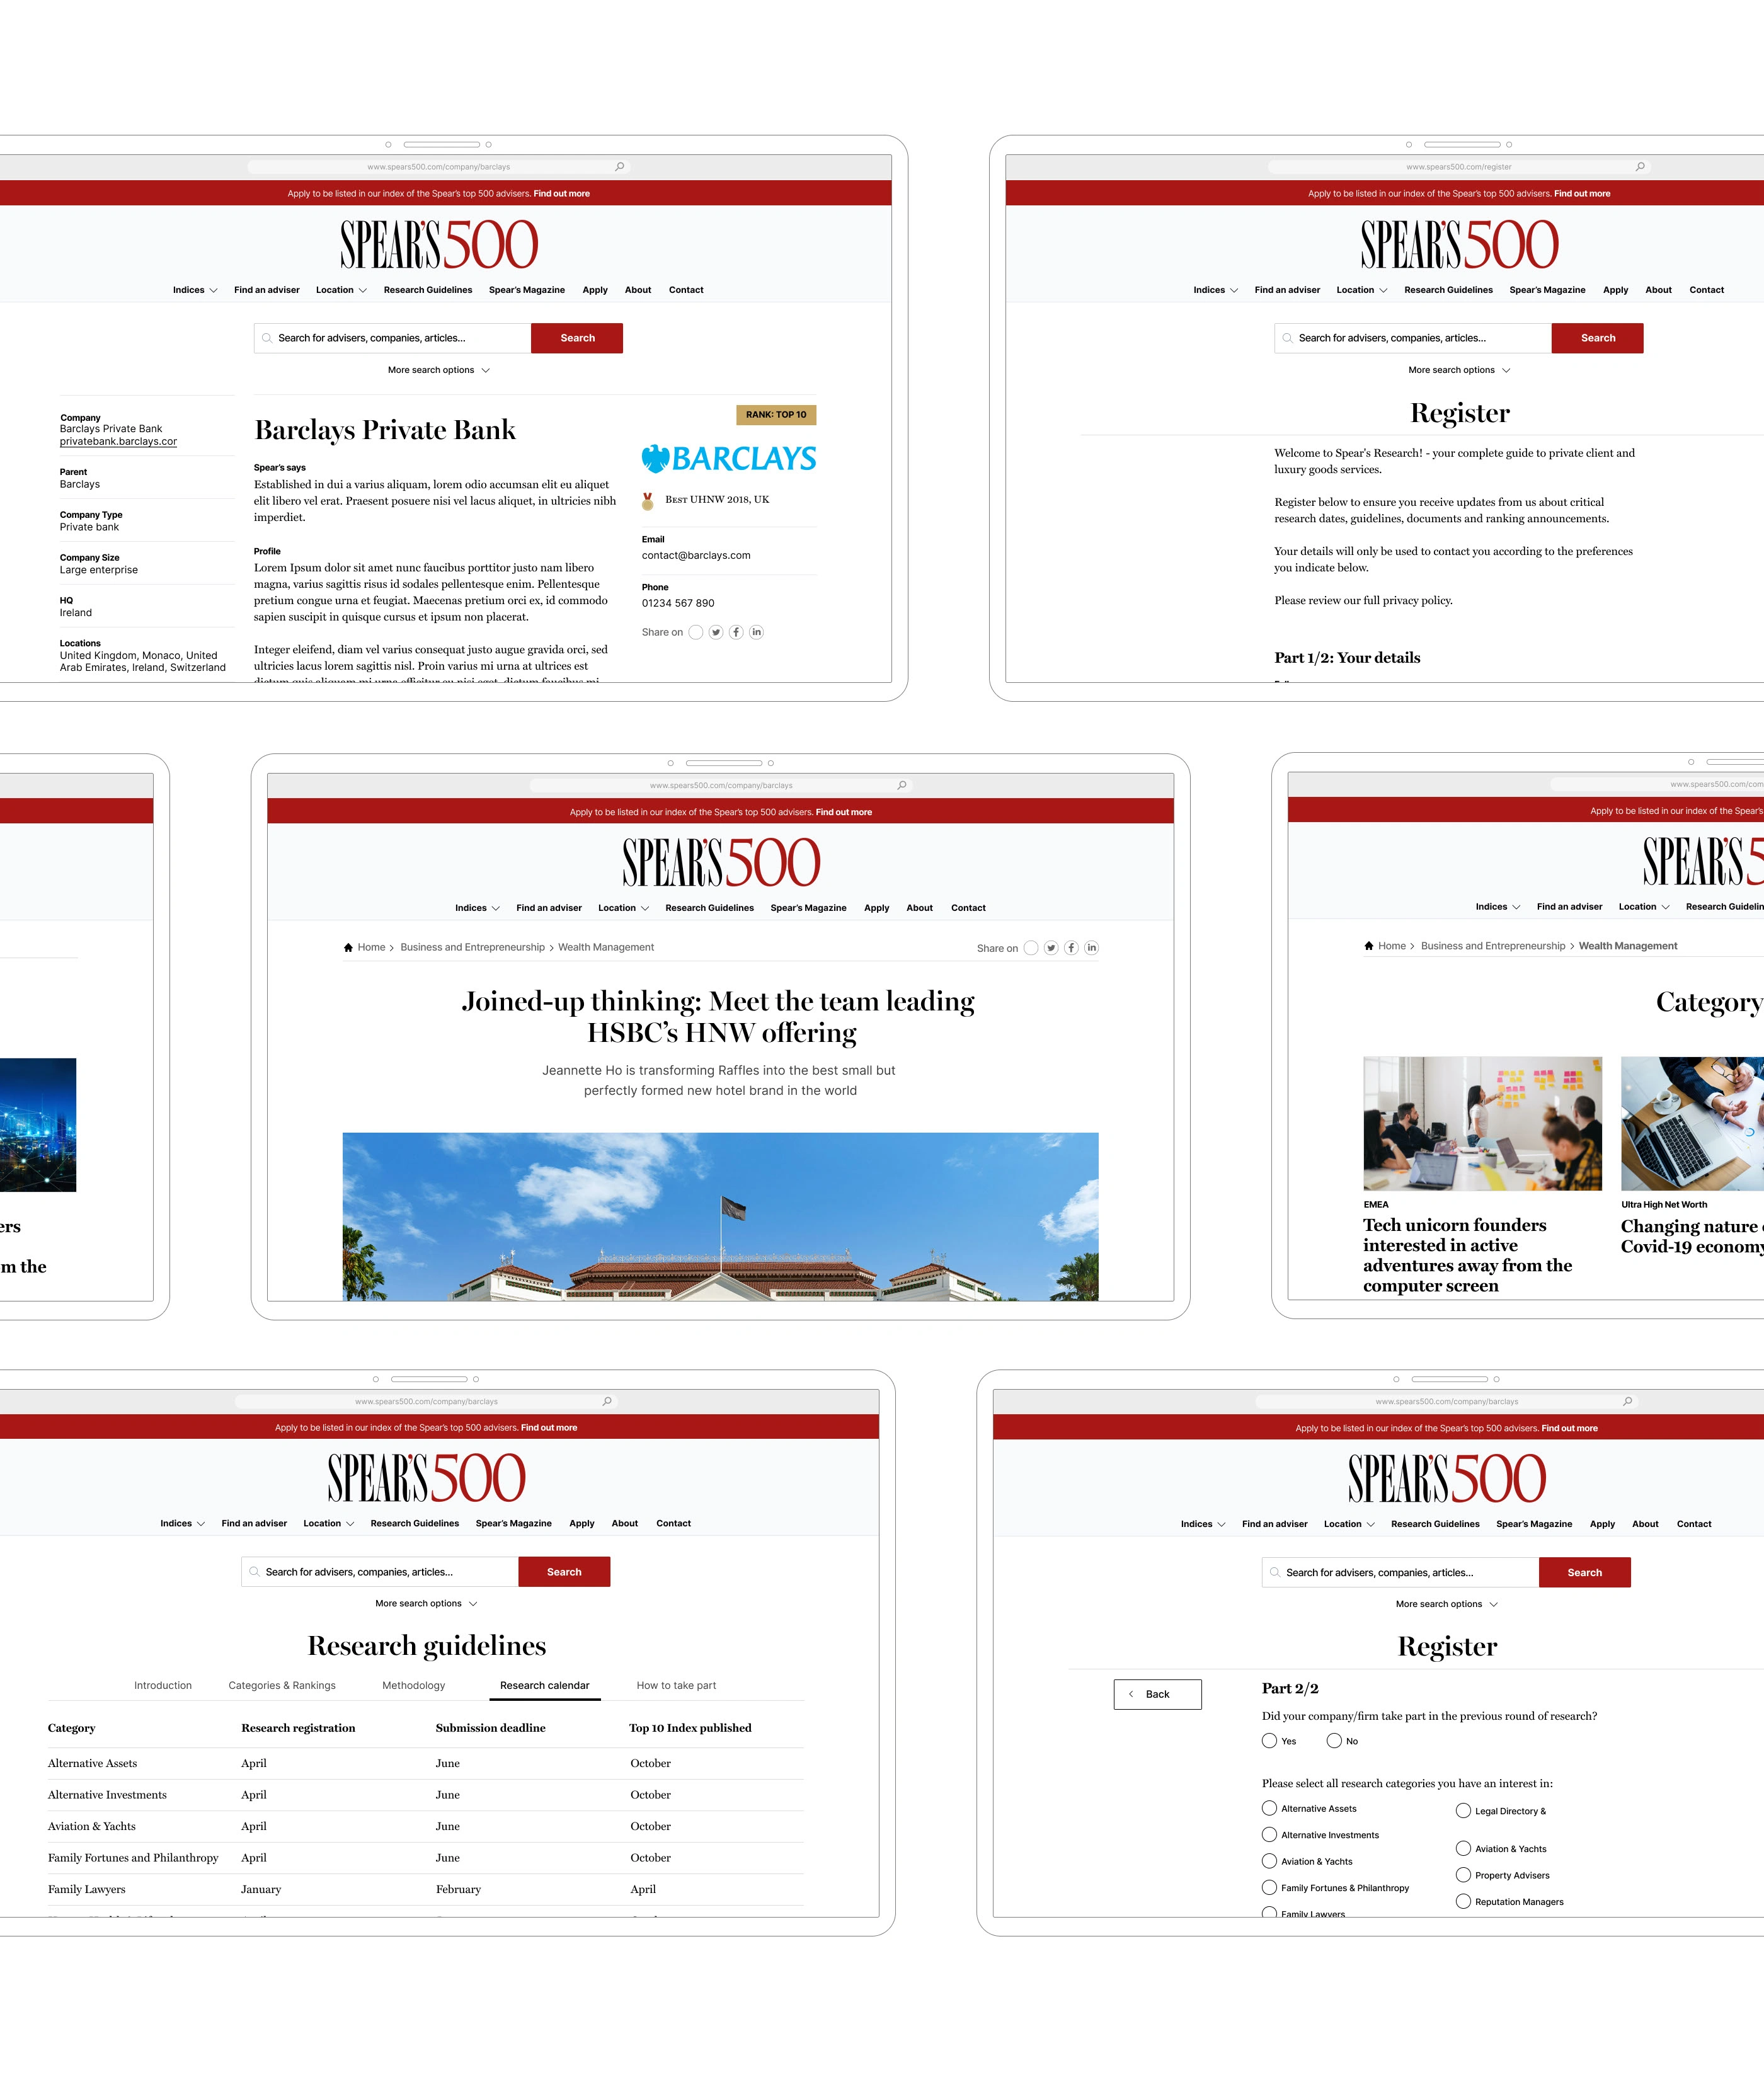 www.spears500.com/company/barclays
Apply to be listed in our index of the Spear's top 500 advisers. Find out more
SPEAR'S 500
Indices Find an adviser Location Research Guidelines Spear's Magazine Apply About Contact
Search for advisers, companies, articles... Search
More search options
Company
Barclays Private Bank
privatebank.barclays.cor
Parent
Barclays
Company Type
Private bank
Company Size
Large enterprise
HQ
Ireland
Locations
United Kingdom, Monaco, United
Arab Emirates, Ireland, Switzerland
Barclays Private Bank
Spear's says
Established in dui a varius aliquam, lorem odio accumsan elit eu aliquet
elit libero vel erat. Praesent posuere nisi vel lacus aliquet, in ultricies nibh
imperdiet.
Profile
Lorem Ipsum dolor sit amet nunc faucibus porttitor justo nam libero
magna, varius sagittis risus id sodales pellentesque enim. Pellentesque
pretium congue urna et feugiat. Maecenas pretium orci ex, id commodo
sapien suscipit in quisque cursus et ipsum non placerat.
Integer eleifend, diam vel varius consequat justo augue gravida orci, sed
ultricies lacus lorem sagittis nisl. Proin varius mi urna at ultrices est
dictum quis aliquam mi urna efficitur eu nisi eget, dictum faucibus mi
RANK: TOP 10
BARCLAYS
Best UHNW 2018, UK
Email
contact@barclays.com
Phone
01234 567 890
Share on
www.spears500.com/register
Apply to be listed in our index of the Spear's top 500 advisers. Find out more
SPEAR'S 500
Indices Find an adviser Location Research Guidelines Spear's Magazine Apply About Contact
Search for advisers, companies, articles... Search
More search options
Register
Welcome to Spear's Research! - your complete guide to private client and
luxury goods services.
Register below to ensure you receive updates from us about critical
research dates, guidelines, documents and ranking announcements.
Your details will only be used to contact you according to the preferences
you indicate below.
Please review our full privacy policy.
Part 1/2: Your details
ers
m the
www.spears500.com/company/barclays
Apply to be listed in our index of the Spear's top 500 advisers. Find out more
SPEAR'S 500
Indices Find an adviser Location Research Guidelines Spear's Magazine Apply About Contact
Home > Business and Entrepreneurship > Wealth Management
Share on
Joined-up thinking: Meet the team leading
HSBC's HNW offering
Jeannette Ho is transforming Raffles into the best small but
perfectly formed new hotel brand in the world
www.spears500.com/com
Apply to be listed in our index of the Spear's
SPEAR'S 5
Indices Find an adviser Location Research Guidelin
Home > Business and Entrepreneurship > Wealth Management
Category
EMEA
Tech unicorn founders
interested in active
adventures away from the
computer screen
Ultra High Net Worth
Changing nature
Covid-19 economy
www.spears500.com/company/barclays
Apply to be listed in our index of the Spear's top 500 advisers. Find out more
SPEAR'S 500
Indices Find an adviser Location Research Guidelines Spear's Magazine Apply About Contact
Search for advisers, companies, articles... Search
More search options
Research guidelines
Introduction Categories & Rankings Methodology Research calendar How to take part
Category Research registration Submission deadline Top 10 Index published
Alternative Assets April June October
Alternative Investments April June October
Aviation & Yachts April June October
Family Fortunes and Philanthropy April June October
Family Lawyers January February April
www.spears500.com/company/barclays
Apply to be listed in our index of the Spear's top 500 advisers. Find out more
SPEAR'S 500
Indices Find an adviser Location Research Guidelines Spear's Magazine Apply About Contact
Search for advisers, companies, articles... Search
More search options
Register
Back
Part 2/2
Did your company/firm take part in the previous round of research?
Yes No
Please select all research categories you have an interest in:
Alternative Assets
Alternative Investments
Aviation & Yachts
Family Fortunes & Philanthropy
Family Lawyers
Legal Directory &
Aviation & Yachts
Property Advisers
Reputation Managers